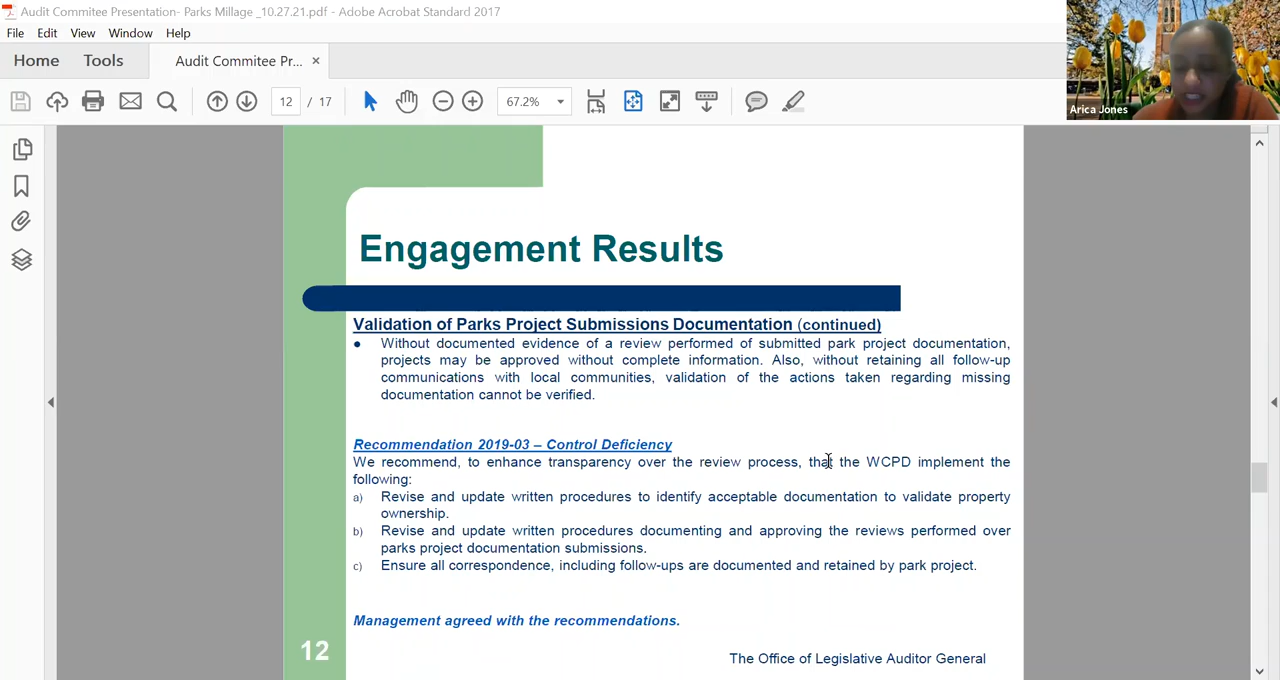 Audit Commitee Presentation- Parks Millage _10.27.21.pdf - Adobe Acrobat Standard 2017
File Edit View Window Help
Home Tools Audit Commitee Pr... ×
12 / 17 67.2%
Arica Jones
Engagement Results
Validation of Parks Project Submissions Documentation (continued)
• Without documented evidence of a review performed of submitted park project documentation,
projects may be approved without complete information. Also, without retaining all follow-up
communications with local communities, validation of the actions taken regarding missing
documentation cannot be verified.
Recommendation 2019-03 – Control Deficiency
We recommend, to enhance transparency over the review process, that the WCPD implement the
following:
a) Revise and update written procedures to identify acceptable documentation to validate property
ownership.
b) Revise and update written procedures documenting and approving the reviews performed over
parks project documentation submissions.
c) Ensure all correspondence, including follow-ups are documented and retained by park project.
Management agreed with the recommendations.
12
The Office of Legislative Auditor General